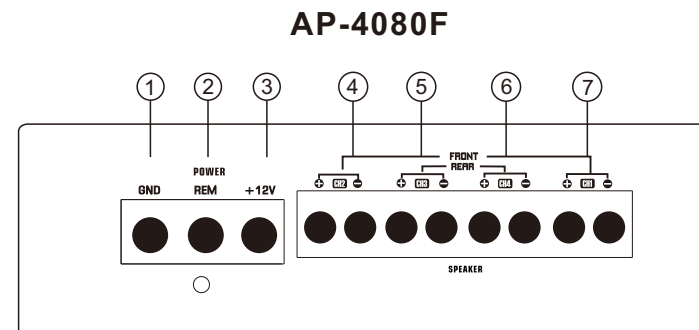 AP-4080F
1 2 3 4 5 6 7
POWER
GND REM +12V
FRONT
REAR
+ CH2 - + CH3 - + CH4 - + CH1 -
SPEAKER